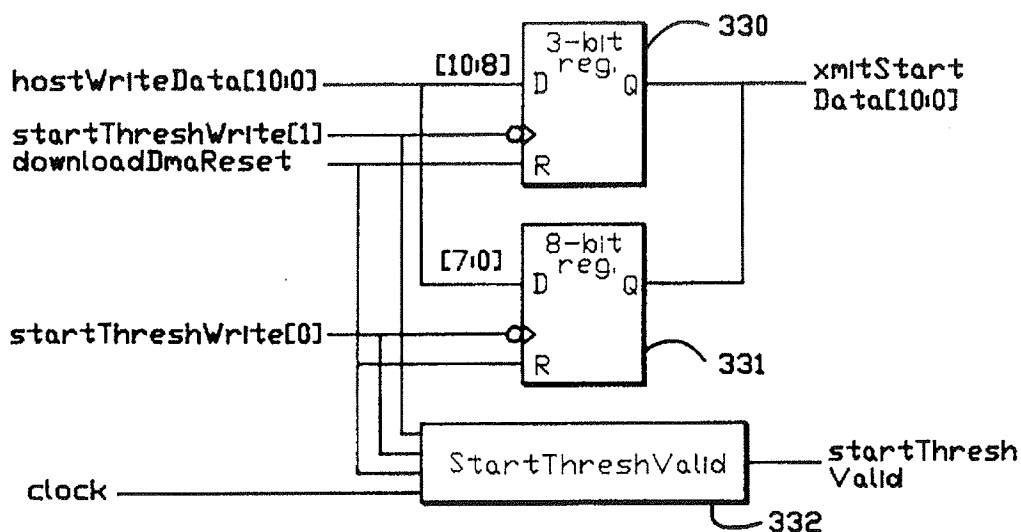 330
3-bit
reg.
[10:8]
hostWriteData[10:0]
D
Q
xmitStart
Data[10:0]
startThreshWrite[1]
downloadDmaReset
R
8-bit
reg.
[7:0]
D
Q
startThreshWrite[0]
R
331
StartThreshValid
startThresh
Valid
clock
332